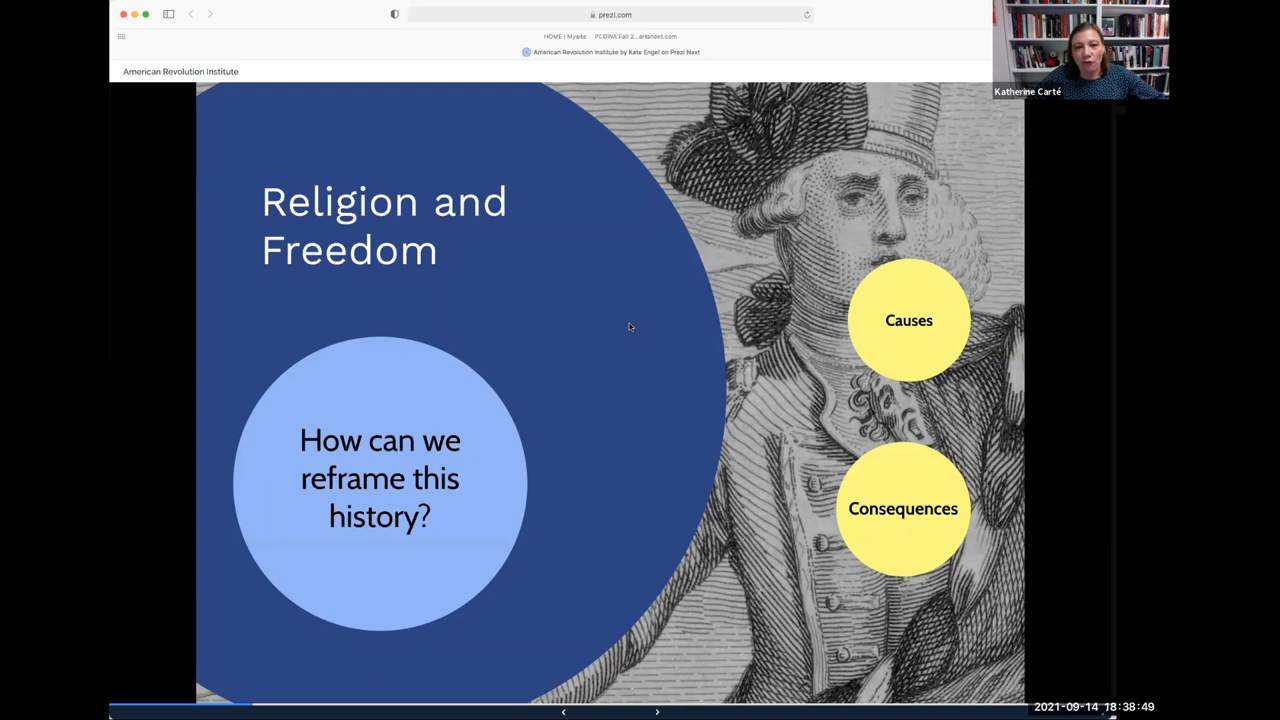 prezi.com
HOME | Mysite
American Revolution Institute by Kate Engel on Prezi Next
American Revolution Institute
Katherine Carté
Religion and
Freedom
How can we
reframe this
history?
Causes
Consequences
2021-09-14 18:38:49